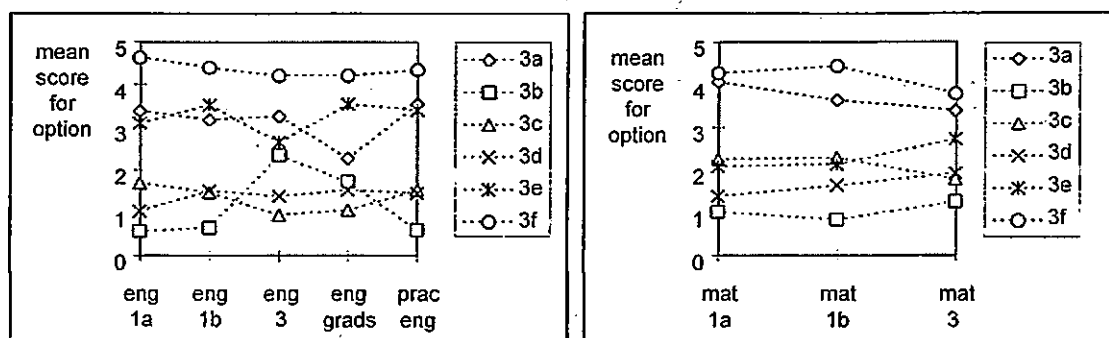 mean
score
for
option
5
4
3
2
1
0
eng
1a
eng
1b
eng
3
eng
grads
prac
eng
3a
3b
3c
3d
3e
3f
mean
score
for
option
5
4
3
2
1
0
mat
1a
mat
1b
mat
3
3a
3b
3c
3d
3e
3f